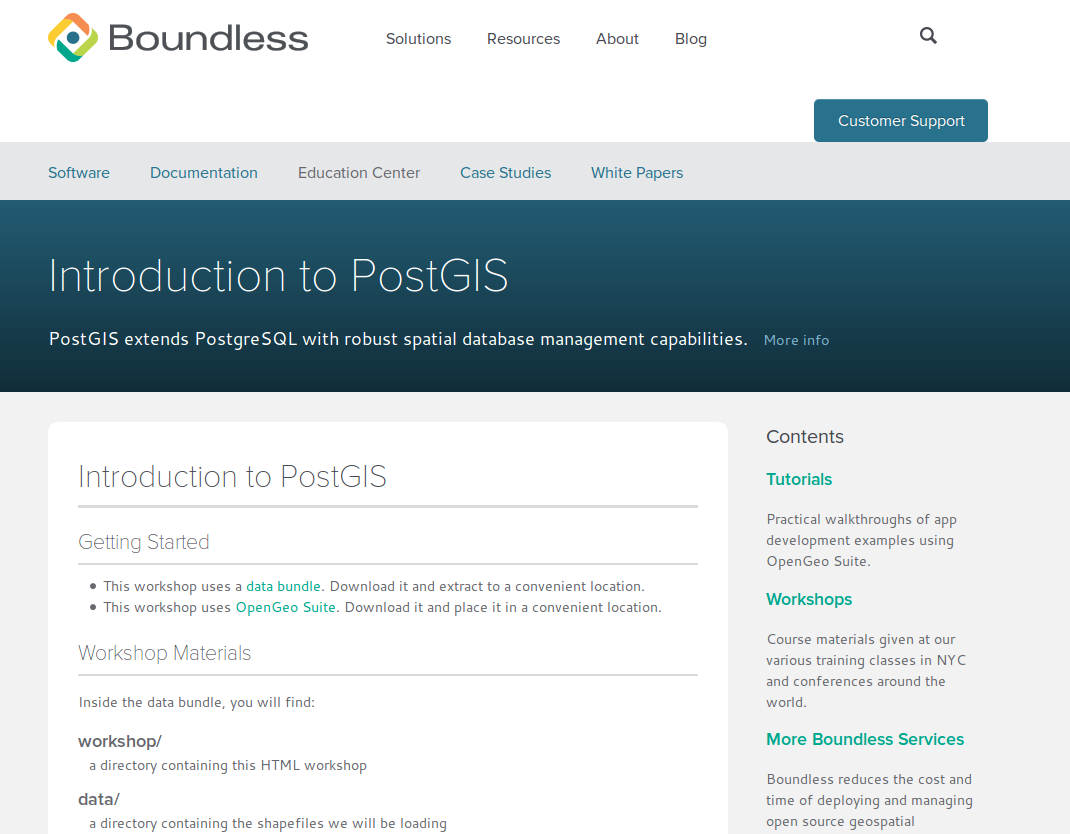 Boundless
Solutions Resources About Blog
Customer Support
Software Documentation Education Center Case Studies White Papers
Introduction to PostGIS
PostGIS extends PostgreSQL with robust spatial database management capabilities. More info
Introduction to PostGIS
Getting Started
This workshop uses a data bundle. Download it and extract to a convenient location.
This workshop uses OpenGeo Suite. Download it and place it in a convenient location.
Workshop Materials
Inside the data bundle, you will find:
workshop/
a directory containing this HTML workshop
data/
a directory containing the shapefiles we will be loading
Contents
Tutorials
Practical walkthroughs of app
development examples using
OpenGeo Suite.
Workshops
Course materials given at our
various training classes in NYC
and conferences around the
world.
More Boundless Services
Boundless reduces the cost and
time of deploying and managing
open source geospatial